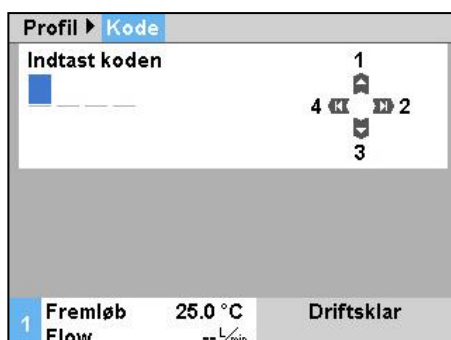 Profil ▶ Kode
Indtast koden
1
4 2
3
1
Fremløb 25.0 °C Driftsklar
Flow -- L/min